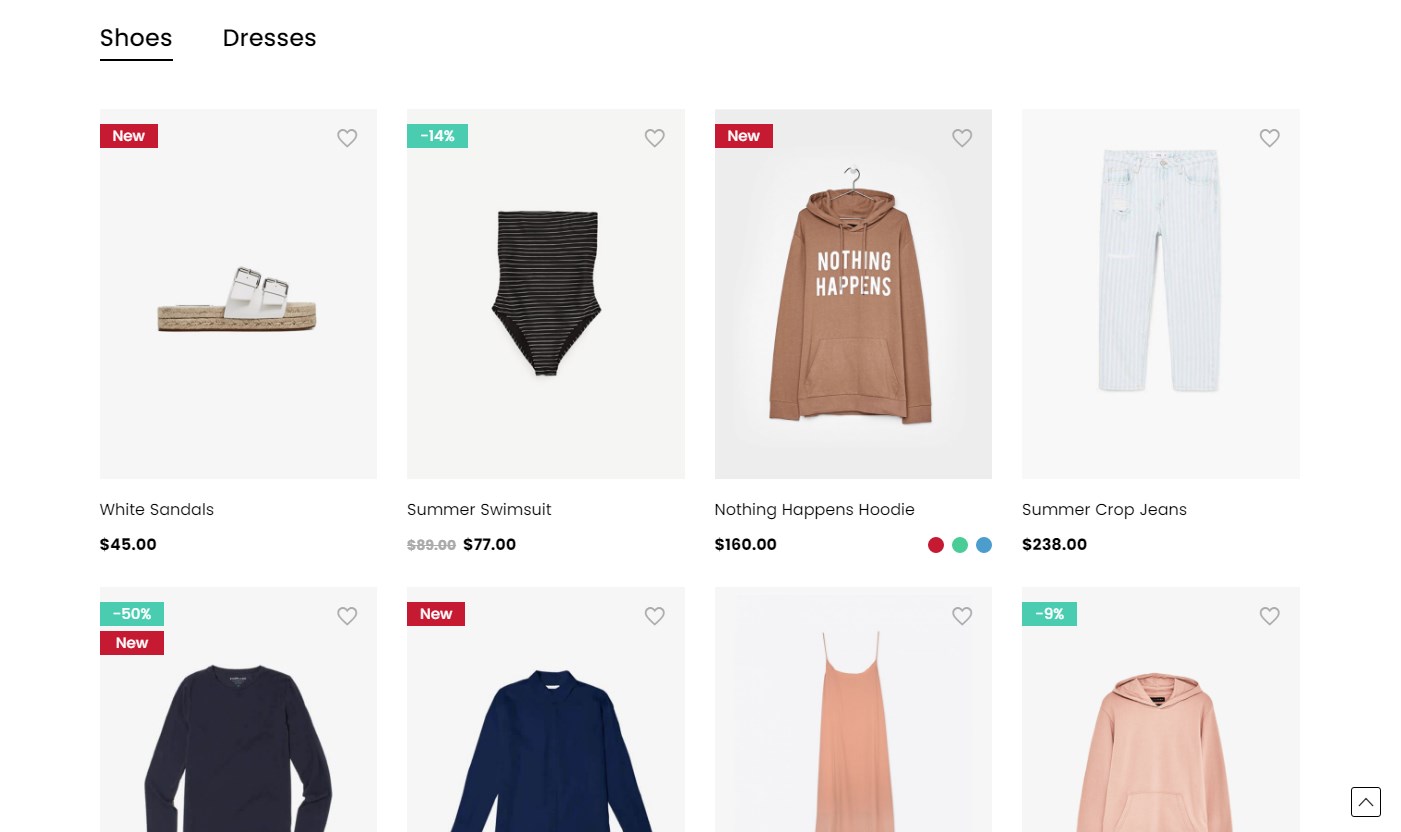 Shoes
Dresses
New
-14%
New
NOTHING
HAPPENS
White Sandals
Summer Swimsuit
Nothing Happens Hoodie
Summer Crop Jeans
$45.00
$89.00 $77.00
$160.00
$238.00
-50%
New
New
-9%